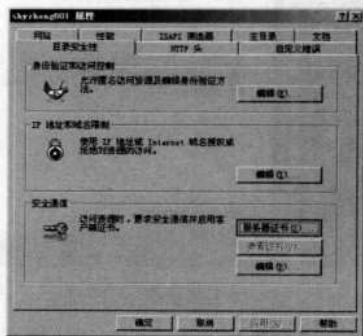 shyzhong001 属性
网站 性能 ISAPI 筛选器 主目录 文档
目录安全性 HTTP 头 自定义错误
身份验证和访问控制
允许匿名访问资源及编辑身份验证方
法。
编辑(E)...
IP 地址和域名限制
使用 IP 地址或 Internet 域名授权或
拒绝对资源的访问。
编辑(I)...
安全通信
访问资源时,要求安全通信并启用客
户端证书。
服务器证书(S)...
查看证书(V)...
编辑(D)...
确定 取消 应用(A) 帮助